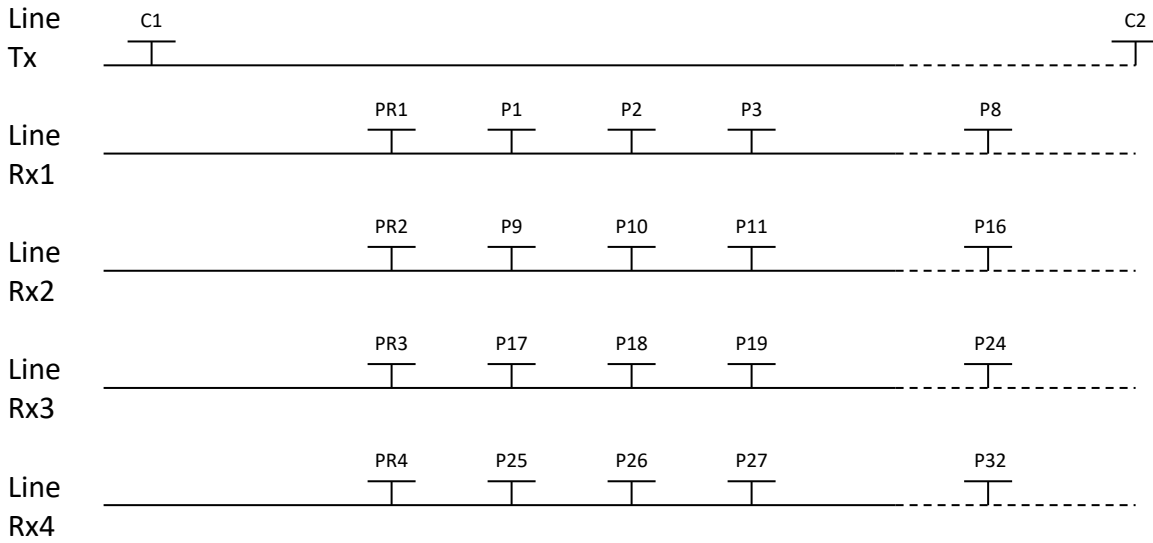 Line
Tx
C1 C2
Line
Rx1
PR1 P1 P2 P3 P8
Line
Rx2
PR2 P9 P10 P11 P16
Line
Rx3
PR3 P17 P18 P19 P24
Line
Rx4
PR4 P25 P26 P27 P32